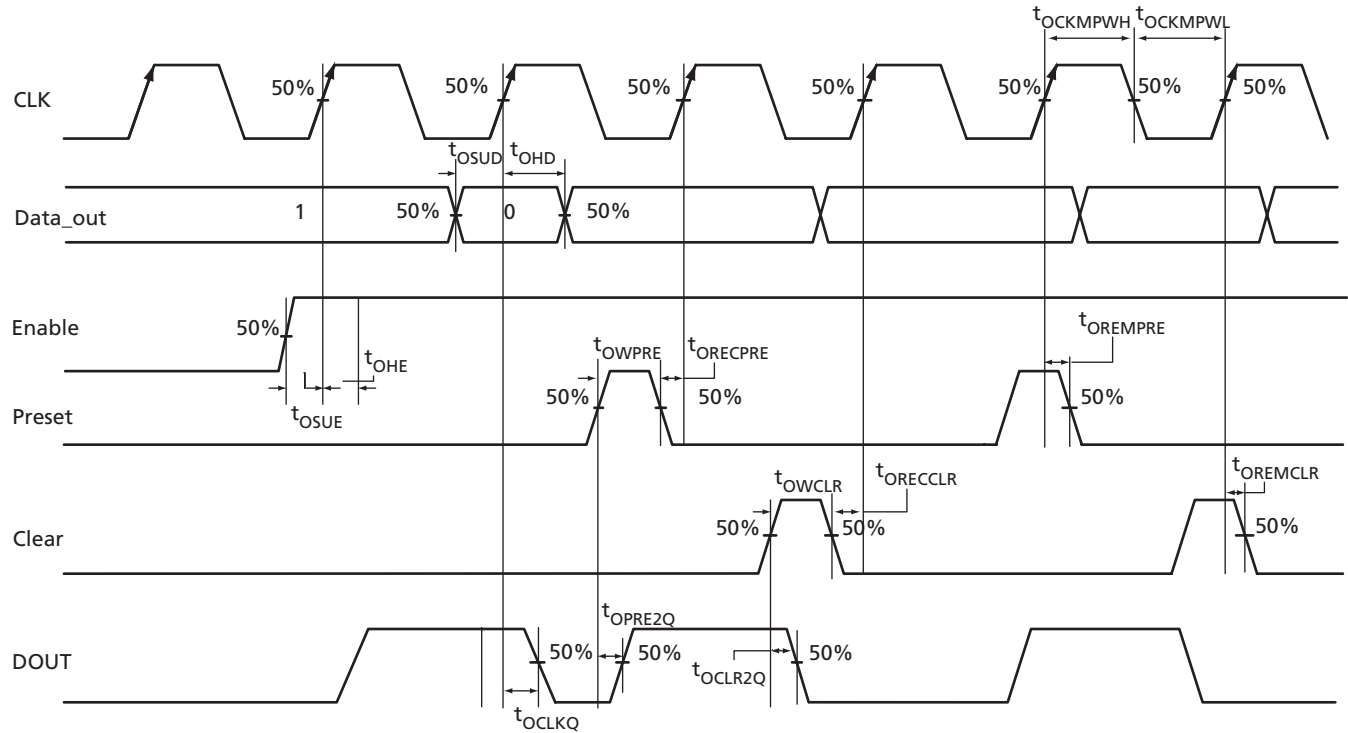 tOCKMPWH tOCKMPWL
CLK 50% 50% 50% 50% 50% 50% 50%
tOSUD tOHD
Data_out 1 50% 0 50%
Enable 50%
tOREMPRE
tOHE tOWPRE tORECPRE
tOSUE
Preset 50% 50% 50%
tOWCLR tORECCLR tOREMCLR
Clear 50% 50% 50%
tOPRE2Q
DOUT 50% 50% 50%
tOCLR2Q
tOCLKQ